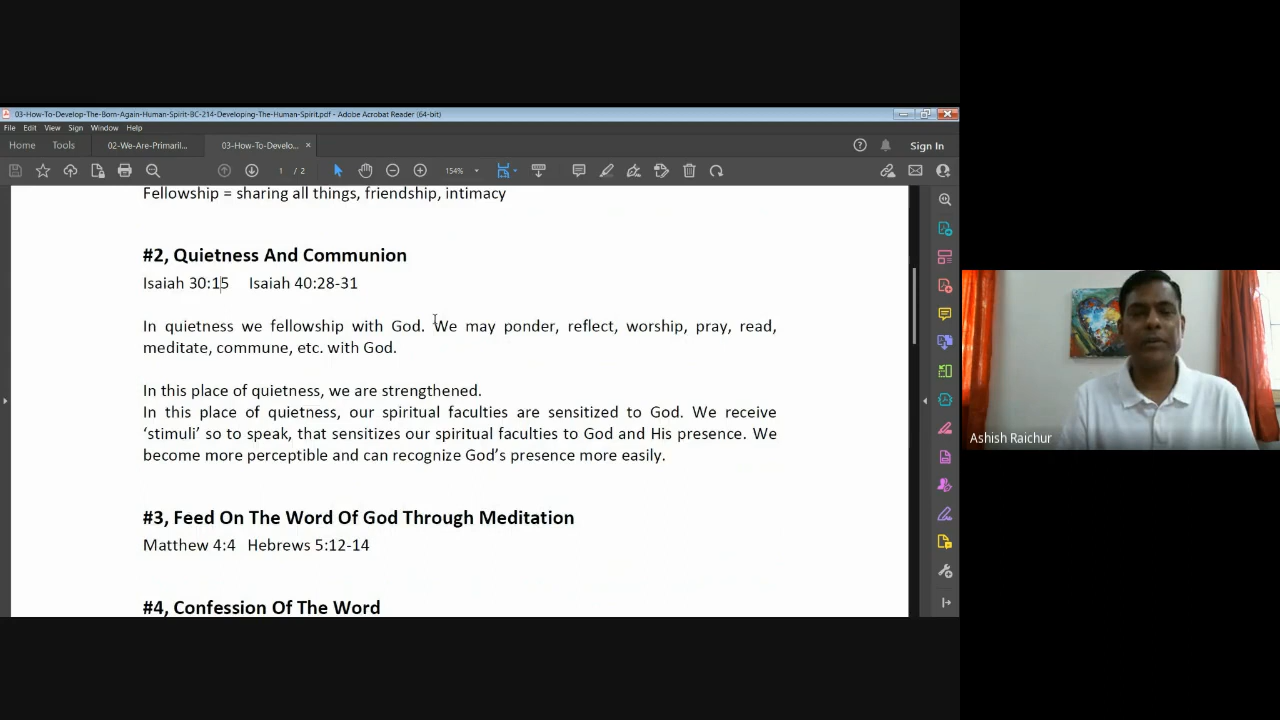 03-How-To-Develop-The-Born-Again-Human-Spirit-BC-214-Developing-The-Human-Spirit.pdf - Adobe Acrobat Reader (64-bit)
File Edit View Sign Window Help
Home Tools 02-We-Are-Primaril... 03-How-To-Develo... × Sign In
1 / 2 154%
Fellowship = sharing all things, friendship, intimacy
#2, Quietness And Communion
Isaiah 30:15 Isaiah 40:28-31
In quietness we fellowship with God. We may ponder, reflect, worship, pray, read,
meditate, commune, etc. with God.
In this place of quietness, we are strengthened.
In this place of quietness, our spiritual faculties are sensitized to God. We receive
‘stimuli’ so to speak, that sensitizes our spiritual faculties to God and His presence. We
become more perceptible and can recognize God’s presence more easily.
#3, Feed On The Word Of God Through Meditation
Matthew 4:4 Hebrews 5:12-14
#4, Confession Of The Word
Ashish Raichur